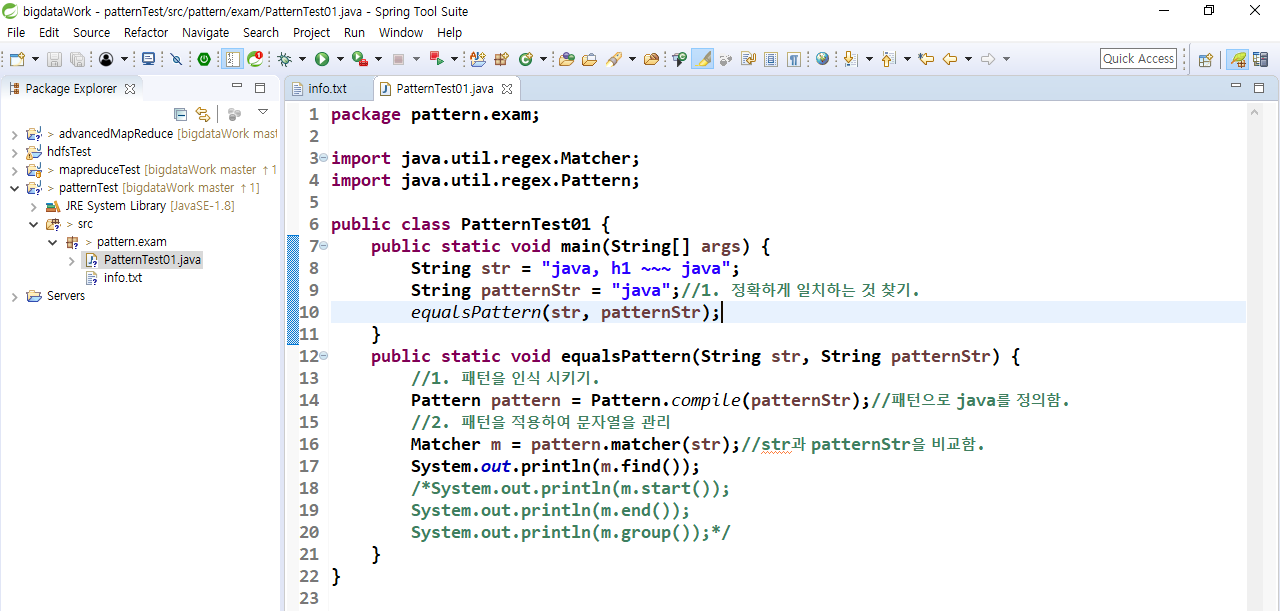 bigdataWork - patternTest/src/pattern/exam/PatternTest01.java - Spring Tool Suite
File Edit Source Refactor Navigate Search Project Run Window Help
Quick Access
Package Explorer
info.txt
PatternTest01.java
> advancedMapReduce [bigdataWork mast
hdfsTest
> mapreduceTest [bigdataWork master ↑1
> patternTest [bigdataWork master ↑1]
JRE System Library [JavaSE-1.8]
> src
> pattern.exam
PatternTest01.java
info.txt
Servers
1 package pattern.exam;
2
3 import java.util.regex.Matcher;
4 import java.util.regex.Pattern;
5
6 public class PatternTest01 {
7 public static void main(String[] args) {
8 String str = "java, h1 ~~~ java";
9 String patternStr = "java";//1. 정확하게 일치하는 것 찾기.
10 equalsPattern(str, patternStr);
11 }
12 public static void equalsPattern(String str, String patternStr) {
13 //1. 패턴을 인식 시키기.
14 Pattern pattern = Pattern.compile(patternStr);//패턴으로 java를 정의함.
15 //2. 패턴을 적용하여 문자열을 관리
16 Matcher m = pattern.matcher(str);//str과 patternStr을 비교함.
17 System.out.println(m.find());
18 /*System.out.println(m.start());
19 System.out.println(m.end());
20 System.out.println(m.group());*/
21 }
22 }
23